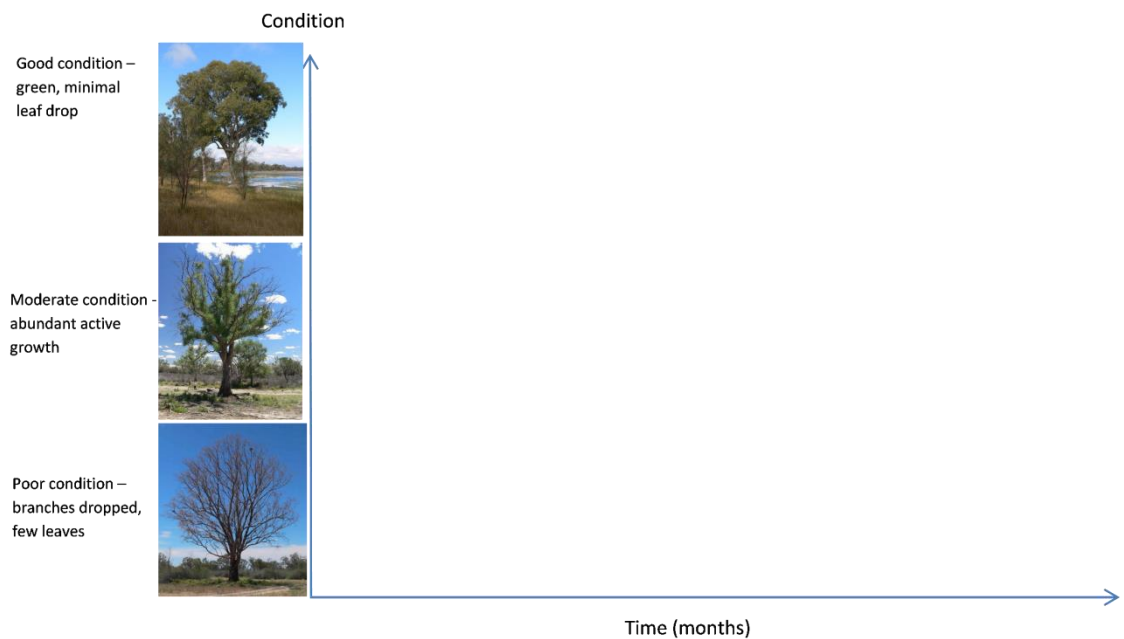 Condition
Good condition –
green, minimal
leaf drop
Moderate condition -
abundant active
growth
Poor condition –
branches dropped,
few leaves
Time (months)